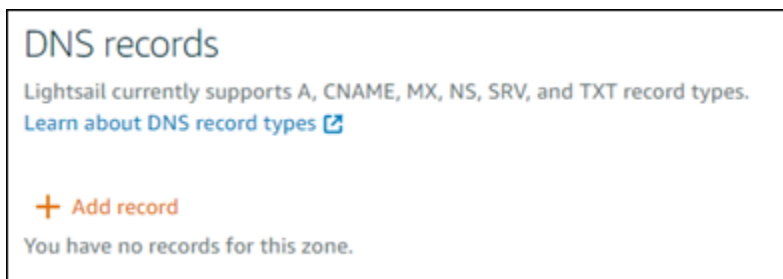 DNS records
Lightsail currently supports A, CNAME, MX, NS, SRV, and TXT record types.
Learn about DNS record types
+ Add record
You have no records for this zone.